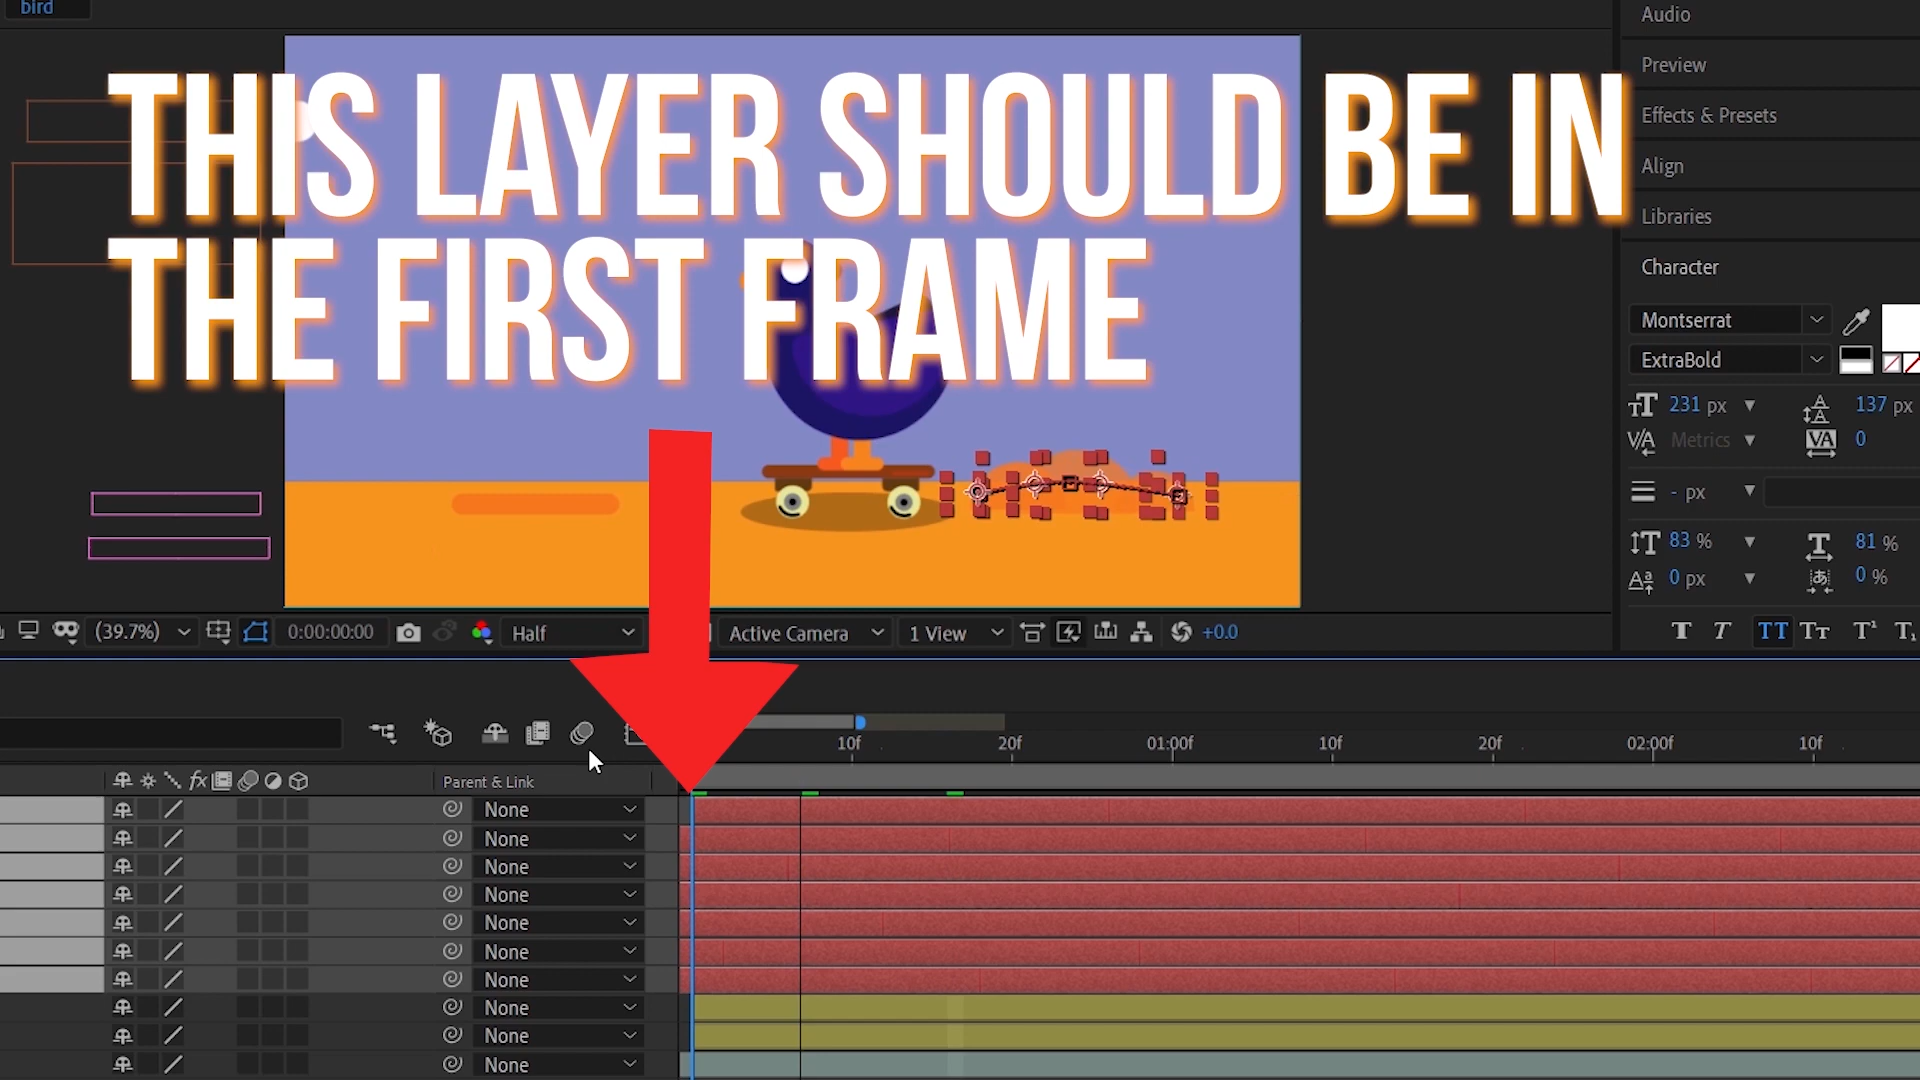 bird
THIS LAYER SHOULD BE IN
THE FIRST FRAME
Audio
Preview
Effects & Presets
Align
Libraries
Character
Montserrat
ExtraBold
231 px
137 px
Metrics
0
- px
83 %
81 %
0 px
0 %
(39.7%)
0:00:00:00
Half
Active Camera
1 View
+0.0
10f
20f
01:00f
10f
20f
02:00f
10f
fx
Parent & Link
None
None
None
None
None
None
None
None
None
None